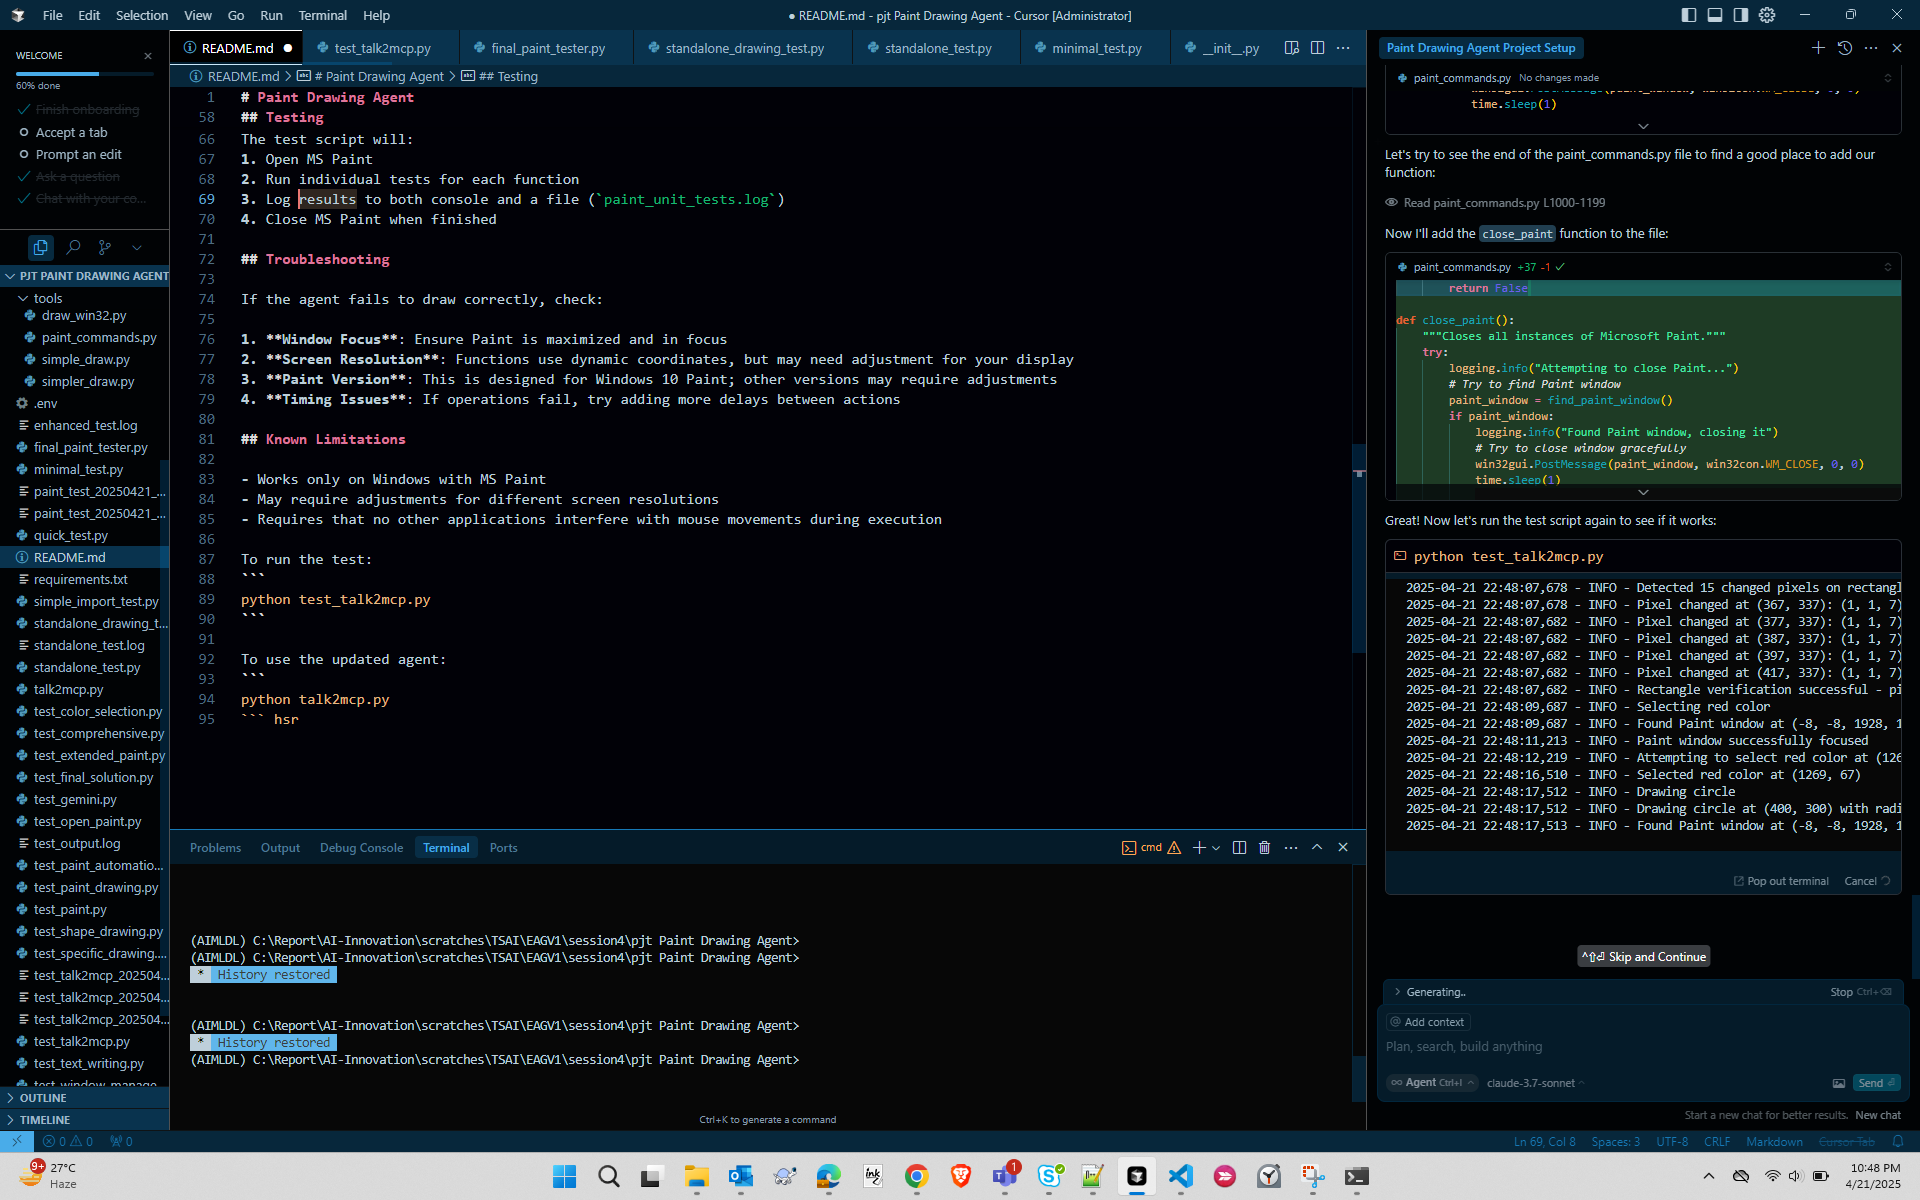 File Edit Selection View Go Run Terminal Help
● README.md - pjt Paint Drawing Agent - Cursor [Administrator]
WELCOME
60% done
Finish onboarding
Accept a tab
Prompt an edit
Ask a question
Chat with your co...
PJT PAINT DRAWING AGENT
tools
draw_win32.py
paint_commands.py
simple_draw.py
simpler_draw.py
.env
enhanced_test.log
final_paint_tester.py
minimal_test.py
paint_test_20250421_...
paint_test_20250421_...
quick_test.py
README.md
requirements.txt
simple_import_test.py
standalone_drawing_t...
standalone_test.log
standalone_test.py
talk2mcp.py
test_color_selection.py
test_comprehensive.py
test_extended_paint.py
test_final_solution.py
test_gemini.py
test_open_paint.py
test_output.log
test_paint_automatio...
test_paint_drawing.py
test_paint.py
test_shape_drawing.py
test_specific_drawing....
test_talk2mcp_202504...
test_talk2mcp_202504...
test_talk2mcp_202504...
test_talk2mcp.py
test_text_writing.py
test_window_manage
OUTLINE
TIMELINE
README.md ● test_talk2mcp.py final_paint_tester.py standalone_drawing_test.py standalone_test.py minimal_test.py __init__.py
README.md > # Paint Drawing Agent > ## Testing
1 # Paint Drawing Agent
58 ## Testing
66 The test script will:
67 1. Open MS Paint
68 2. Run individual tests for each function
69 3. Log results to both console and a file (`paint_unit_tests.log`)
70 4. Close MS Paint when finished
71
72 ## Troubleshooting
73
74 If the agent fails to draw correctly, check:
75
76 1. **Window Focus**: Ensure Paint is maximized and in focus
77 2. **Screen Resolution**: Functions use dynamic coordinates, but may need adjustment for your display
78 3. **Paint Version**: This is designed for Windows 10 Paint; other versions may require adjustments
79 4. **Timing Issues**: If operations fail, try adding more delays between actions
80
81 ## Known Limitations
82
83 - Works only on Windows with MS Paint
84 - May require adjustments for different screen resolutions
85 - Requires that no other applications interfere with mouse movements during execution
86
87 To run the test:
88 ```
89 python test_talk2mcp.py
90 ```
91
92 To use the updated agent:
93 ```
94 python talk2mcp.py
95 ``` hsr
Problems Output Debug Console Terminal Ports
cmd
(AIMLDL) C:\Report\AI-Innovation\scratches\TSAI\EAGV1\session4\pjt Paint Drawing Agent>
(AIMLDL) C:\Report\AI-Innovation\scratches\TSAI\EAGV1\session4\pjt Paint Drawing Agent>
* History restored
(AIMLDL) C:\Report\AI-Innovation\scratches\TSAI\EAGV1\session4\pjt Paint Drawing Agent>
* History restored
(AIMLDL) C:\Report\AI-Innovation\scratches\TSAI\EAGV1\session4\pjt Paint Drawing Agent>
Ctrl+K to generate a command
Paint Drawing Agent Project Setup
paint_commands.py No changes made
time.sleep(1)
Let's try to see the end of the paint_commands.py file to find a good place to add our
function:
Read paint_commands.py L1000-1199
Now I'll add the close_paint function to the file:
paint_commands.py +37 -1
return False
def close_paint():
"""Closes all instances of Microsoft Paint."""
try:
logging.info("Attempting to close Paint...")
# Try to find Paint window
paint_window = find_paint_window()
if paint_window:
logging.info("Found Paint window, closing it")
# Try to close window gracefully
win32gui.PostMessage(paint_window, win32con.WM_CLOSE, 0, 0)
time.sleep(1)
Great! Now let's run the test script again to see if it works:
python test_talk2mcp.py
2025-04-21 22:48:07,678 - INFO - Detected 15 changed pixels on rectangl
2025-04-21 22:48:07,678 - INFO - Pixel changed at (367, 337): (1, 1, 7)
2025-04-21 22:48:07,682 - INFO - Pixel changed at (377, 337): (1, 1, 7)
2025-04-21 22:48:07,682 - INFO - Pixel changed at (387, 337): (1, 1, 7)
2025-04-21 22:48:07,682 - INFO - Pixel changed at (397, 337): (1, 1, 7)
2025-04-21 22:48:07,682 - INFO - Pixel changed at (417, 337): (1, 1, 7)
2025-04-21 22:48:07,682 - INFO - Rectangle verification successful - pi
2025-04-21 22:48:09,687 - INFO - Selecting red color
2025-04-21 22:48:09,687 - INFO - Found Paint window at (-8, -8, 1928, 1
2025-04-21 22:48:11,213 - INFO - Paint window successfully focused
2025-04-21 22:48:12,219 - INFO - Attempting to select red color at (126
2025-04-21 22:48:16,510 - INFO - Selected red color at (1269, 67)
2025-04-21 22:48:17,512 - INFO - Drawing circle
2025-04-21 22:48:17,512 - INFO - Drawing circle at (400, 300) with radi
2025-04-21 22:48:17,513 - INFO - Found Paint window at (-8, -8, 1928, 1
Pop out terminal Cancel
Skip and Continue
Generating.. Stop Ctrl+
@ Add context
Plan, search, build anything
Agent Ctrl+I claude-3.7-sonnet Send
Start a new chat for better results. New chat
0 0 0
Ln 69, Col 8 Spaces: 3 UTF-8 CRLF Markdown Cursor Tab
9+ 27°C
Haze
ink
1
10:48 PM
4/21/2025